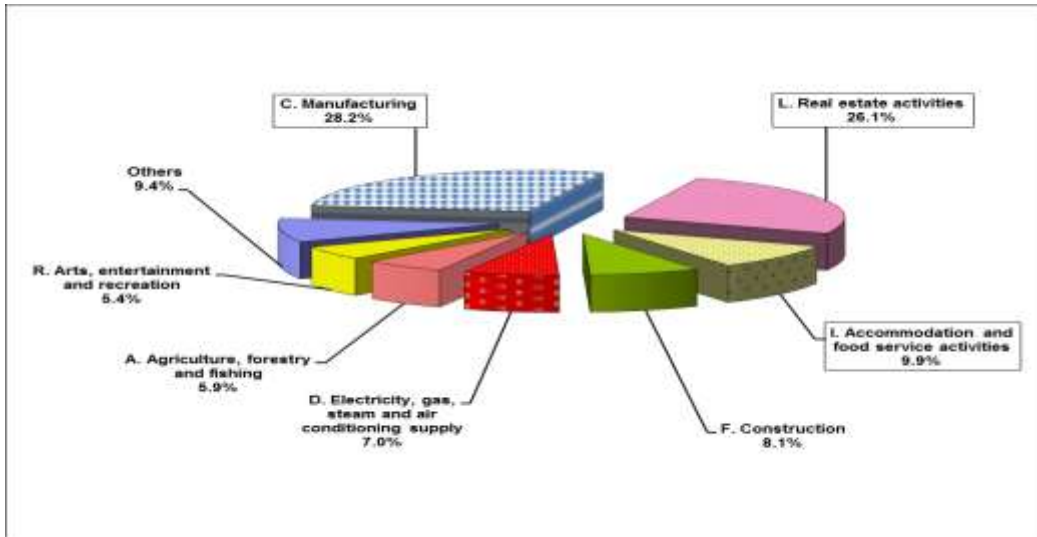 C. Manufacturing
28.2%
L. Real estate activities
26.1%
Others
9.4%
R. Arts, entertainment
and recreation
5.4%
I. Accommodation and
food service activities
9.9%
A. Agriculture, forestry
and fishing
5.9%
D. Electricity, gas,
steam and air
conditioning supply
7.0%
F. Construction
8.1%